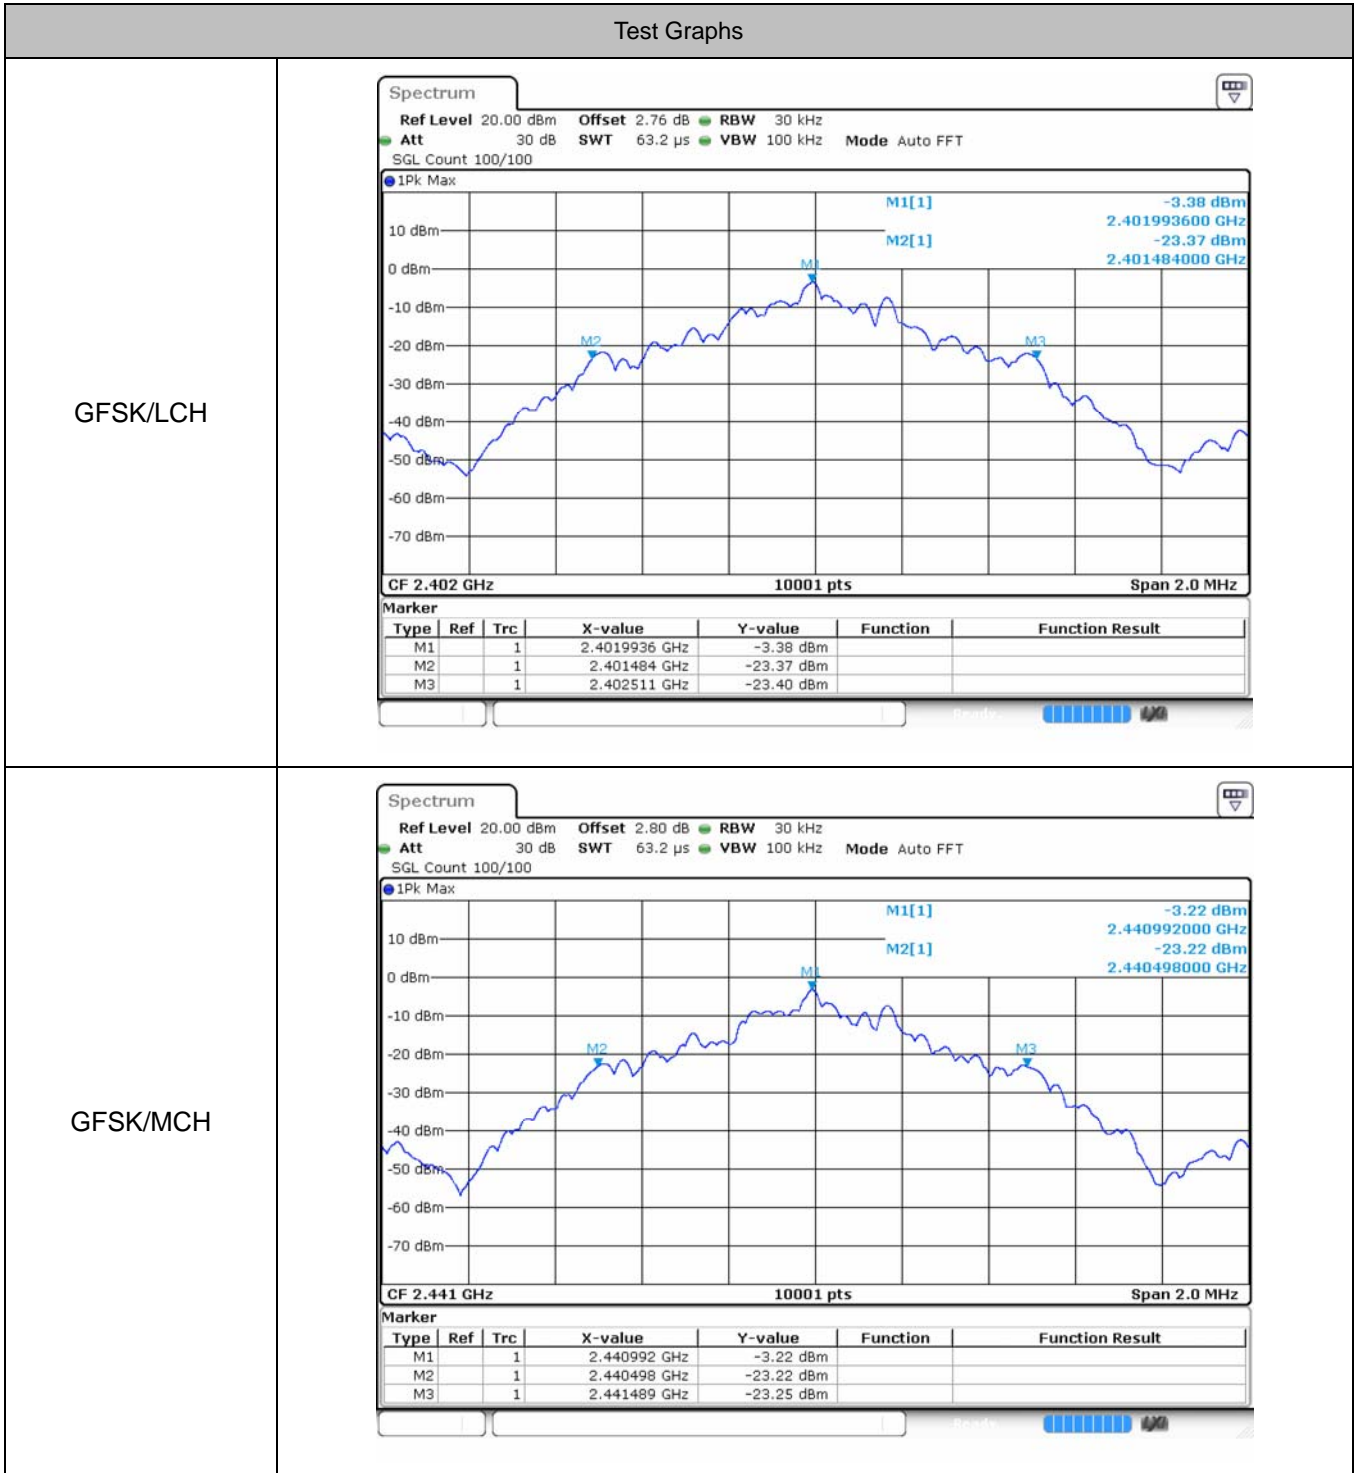 Test Graphs
GFSK/LCH
Spectrum
Ref Level 20.00 dBm Offset 2.76 dB RBW 30 kHz
Att 30 dB SWT 63.2 µs VBW 100 kHz Mode Auto FFT
SGL Count 100/100
1Pk Max
M1[1] -3.38 dBm
2.401993600 GHz
M2[1] -23.37 dBm
2.401484000 GHz
10 dBm
0 dBm
-10 dBm
-20 dBm
-30 dBm
-40 dBm
-50 dBm
-60 dBm
-70 dBm
M1
M2
M3
CF 2.402 GHz 10001 pts Span 2.0 MHz
Marker
Type Ref Trc X-value Y-value Function Function Result
M1 1 2.4019936 GHz -3.38 dBm
M2 1 2.401484 GHz -23.37 dBm
M3 1 2.402511 GHz -23.40 dBm
GFSK/MCH
Spectrum
Ref Level 20.00 dBm Offset 2.80 dB RBW 30 kHz
Att 30 dB SWT 63.2 µs VBW 100 kHz Mode Auto FFT
SGL Count 100/100
1Pk Max
M1[1] -3.22 dBm
2.440992000 GHz
M2[1] -23.22 dBm
2.440498000 GHz
10 dBm
0 dBm
-10 dBm
-20 dBm
-30 dBm
-40 dBm
-50 dBm
-60 dBm
-70 dBm
M1
M2
M3
CF 2.441 GHz 10001 pts Span 2.0 MHz
Marker
Type Ref Trc X-value Y-value Function Function Result
M1 1 2.440992 GHz -3.22 dBm
M2 1 2.440498 GHz -23.22 dBm
M3 1 2.441489 GHz -23.25 dBm